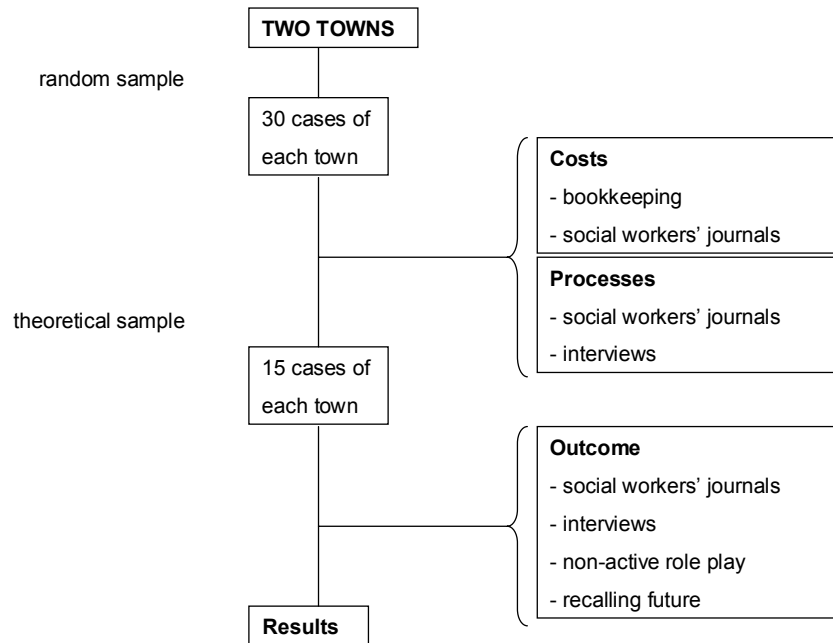 TWO TOWNS
random sample
30 cases of
each town
Costs
- bookkeeping
- social workers’ journals
Processes
- social workers’ journals
- interviews
theoretical sample
15 cases of
each town
Outcome
- social workers’ journals
- interviews
- non-active role play
- recalling future
Results